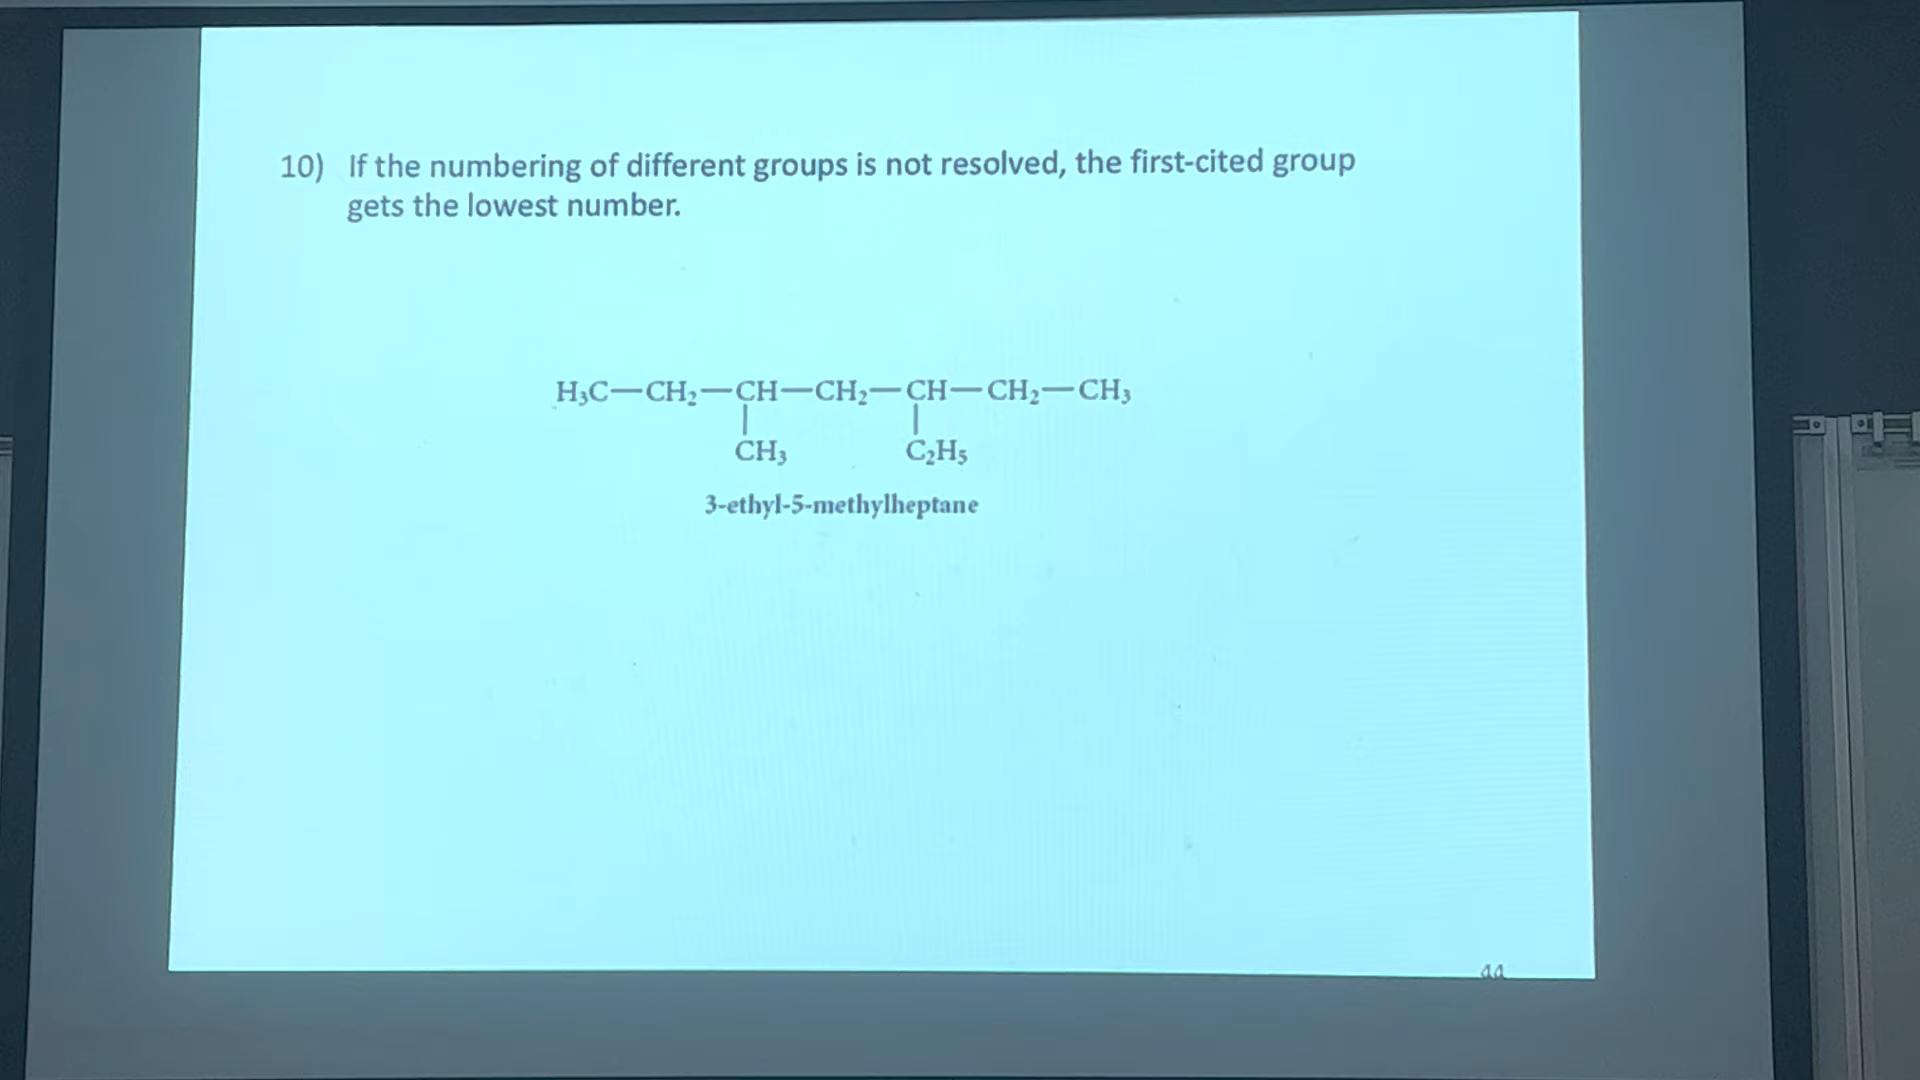 10) If the numbering of different groups is not resolved, the first-cited group
gets the lowest number.
H₃C—CH₂—CH—CH₂—CH—CH₂—CH₃
CH₃ C₂H₅
3-ethyl-5-methylheptane